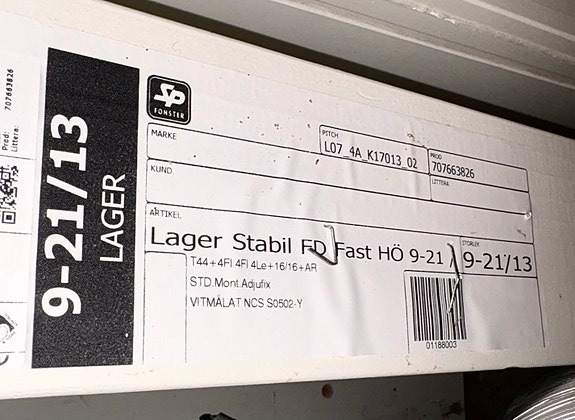 Prod: 707663826
Littera:
9-21/13
LAGER
SP
FÖNSTER
MÄRKE
PITCH
L07_4A_K17013_02
PROD
707663826
KUND
LITTERA
ARTIKEL
Lager Stabil FD Fast HÖ 9-21
STORLEK
9-21/13
T44+4Fl 4Fl 4Le+16/16+AR
STD.Mont.Adjufix
VITMÅLAT NCS S0502-Y
01188003